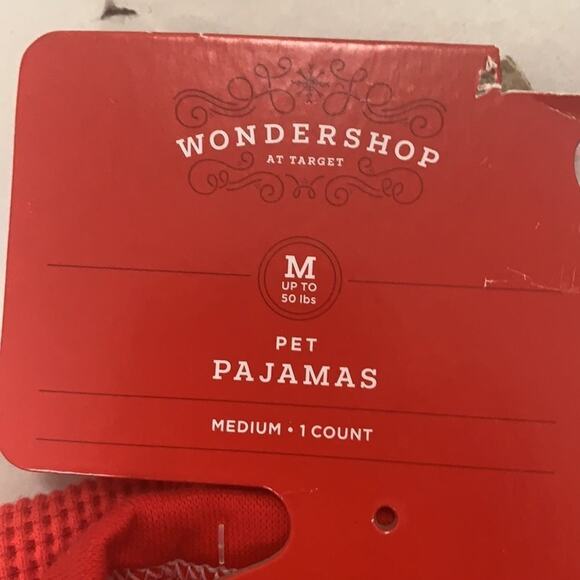 WONDERSHOP
AT TARGET
M
UP TO
50 lbs
PET
PAJAMAS
MEDIUM • 1 COUNT